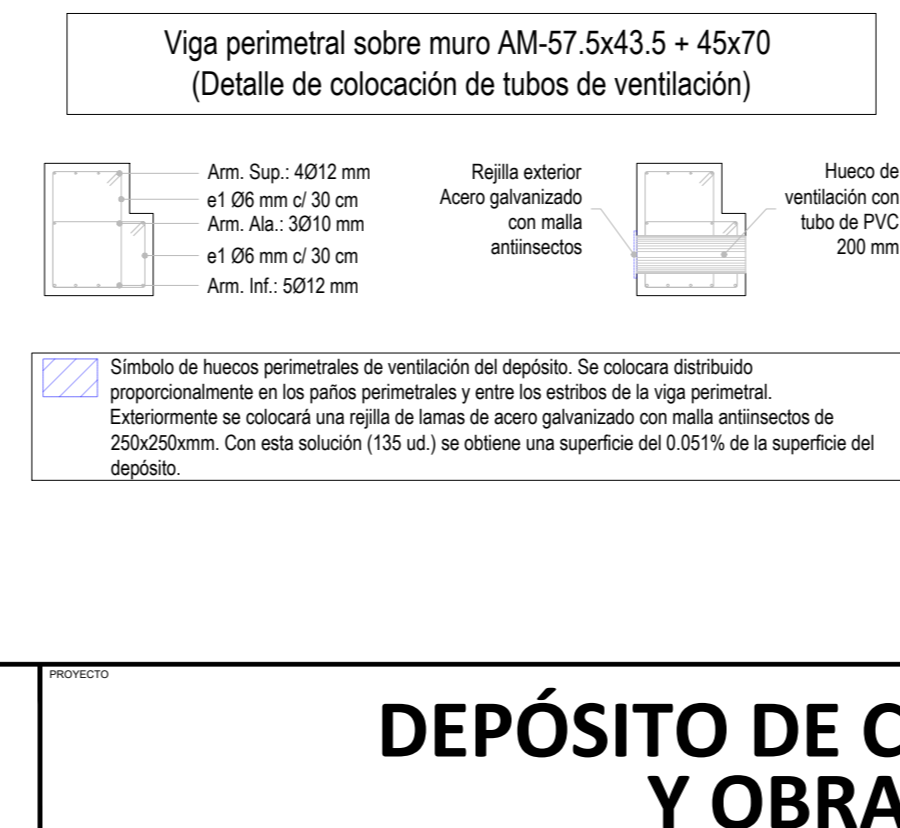 Viga perimetral sobre muro AM-57.5x43.5 + 45x70
(Detalle de colocación de tubos de ventilación)
Arm. Sup.: 4Ø12 mm
e1 Ø6 mm c/ 30 cm
Arm. Ala.: 3Ø10 mm
e1 Ø6 mm c/ 30 cm
Arm. Inf.: 5Ø12 mm
Rejilla exterior
Acero galvanizado
con malla
antiinsectos
Hueco de
ventilación con
tubo de PVC
200 mm
Símbolo de huecos perimetrales de ventilación del depósito. Se colocara distribuido
proporcionalmente en los paños perimetrales y entre los estribos de la viga perimetral.
Exteriormente se colocará una rejilla de lamas de acero galvanizado con malla antiinsectos de
250x250xmm. Con esta solución (135 ud.) se obtiene una superficie del 0.051% de la superficie del
depósito.
PROYECTO
DEPÓSITO DE C
Y OBRA